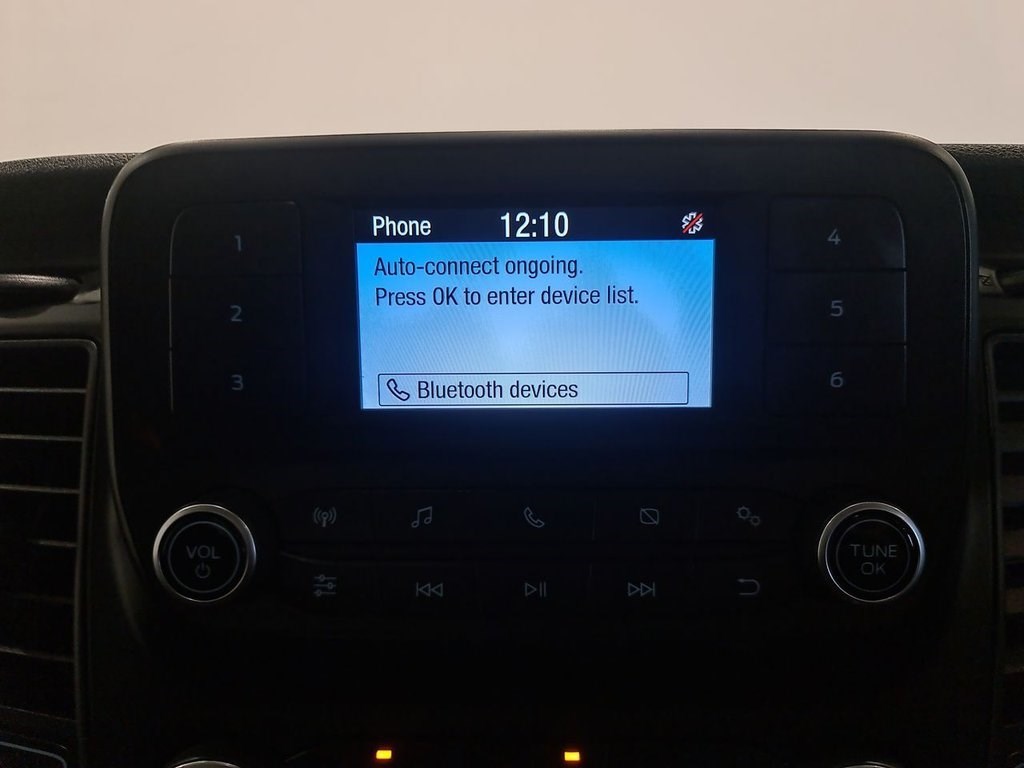 Phone 12:10
Auto-connect ongoing.
Press OK to enter device list.
Bluetooth devices
1
2
3
4
5
6
VOL
TUNE
OK